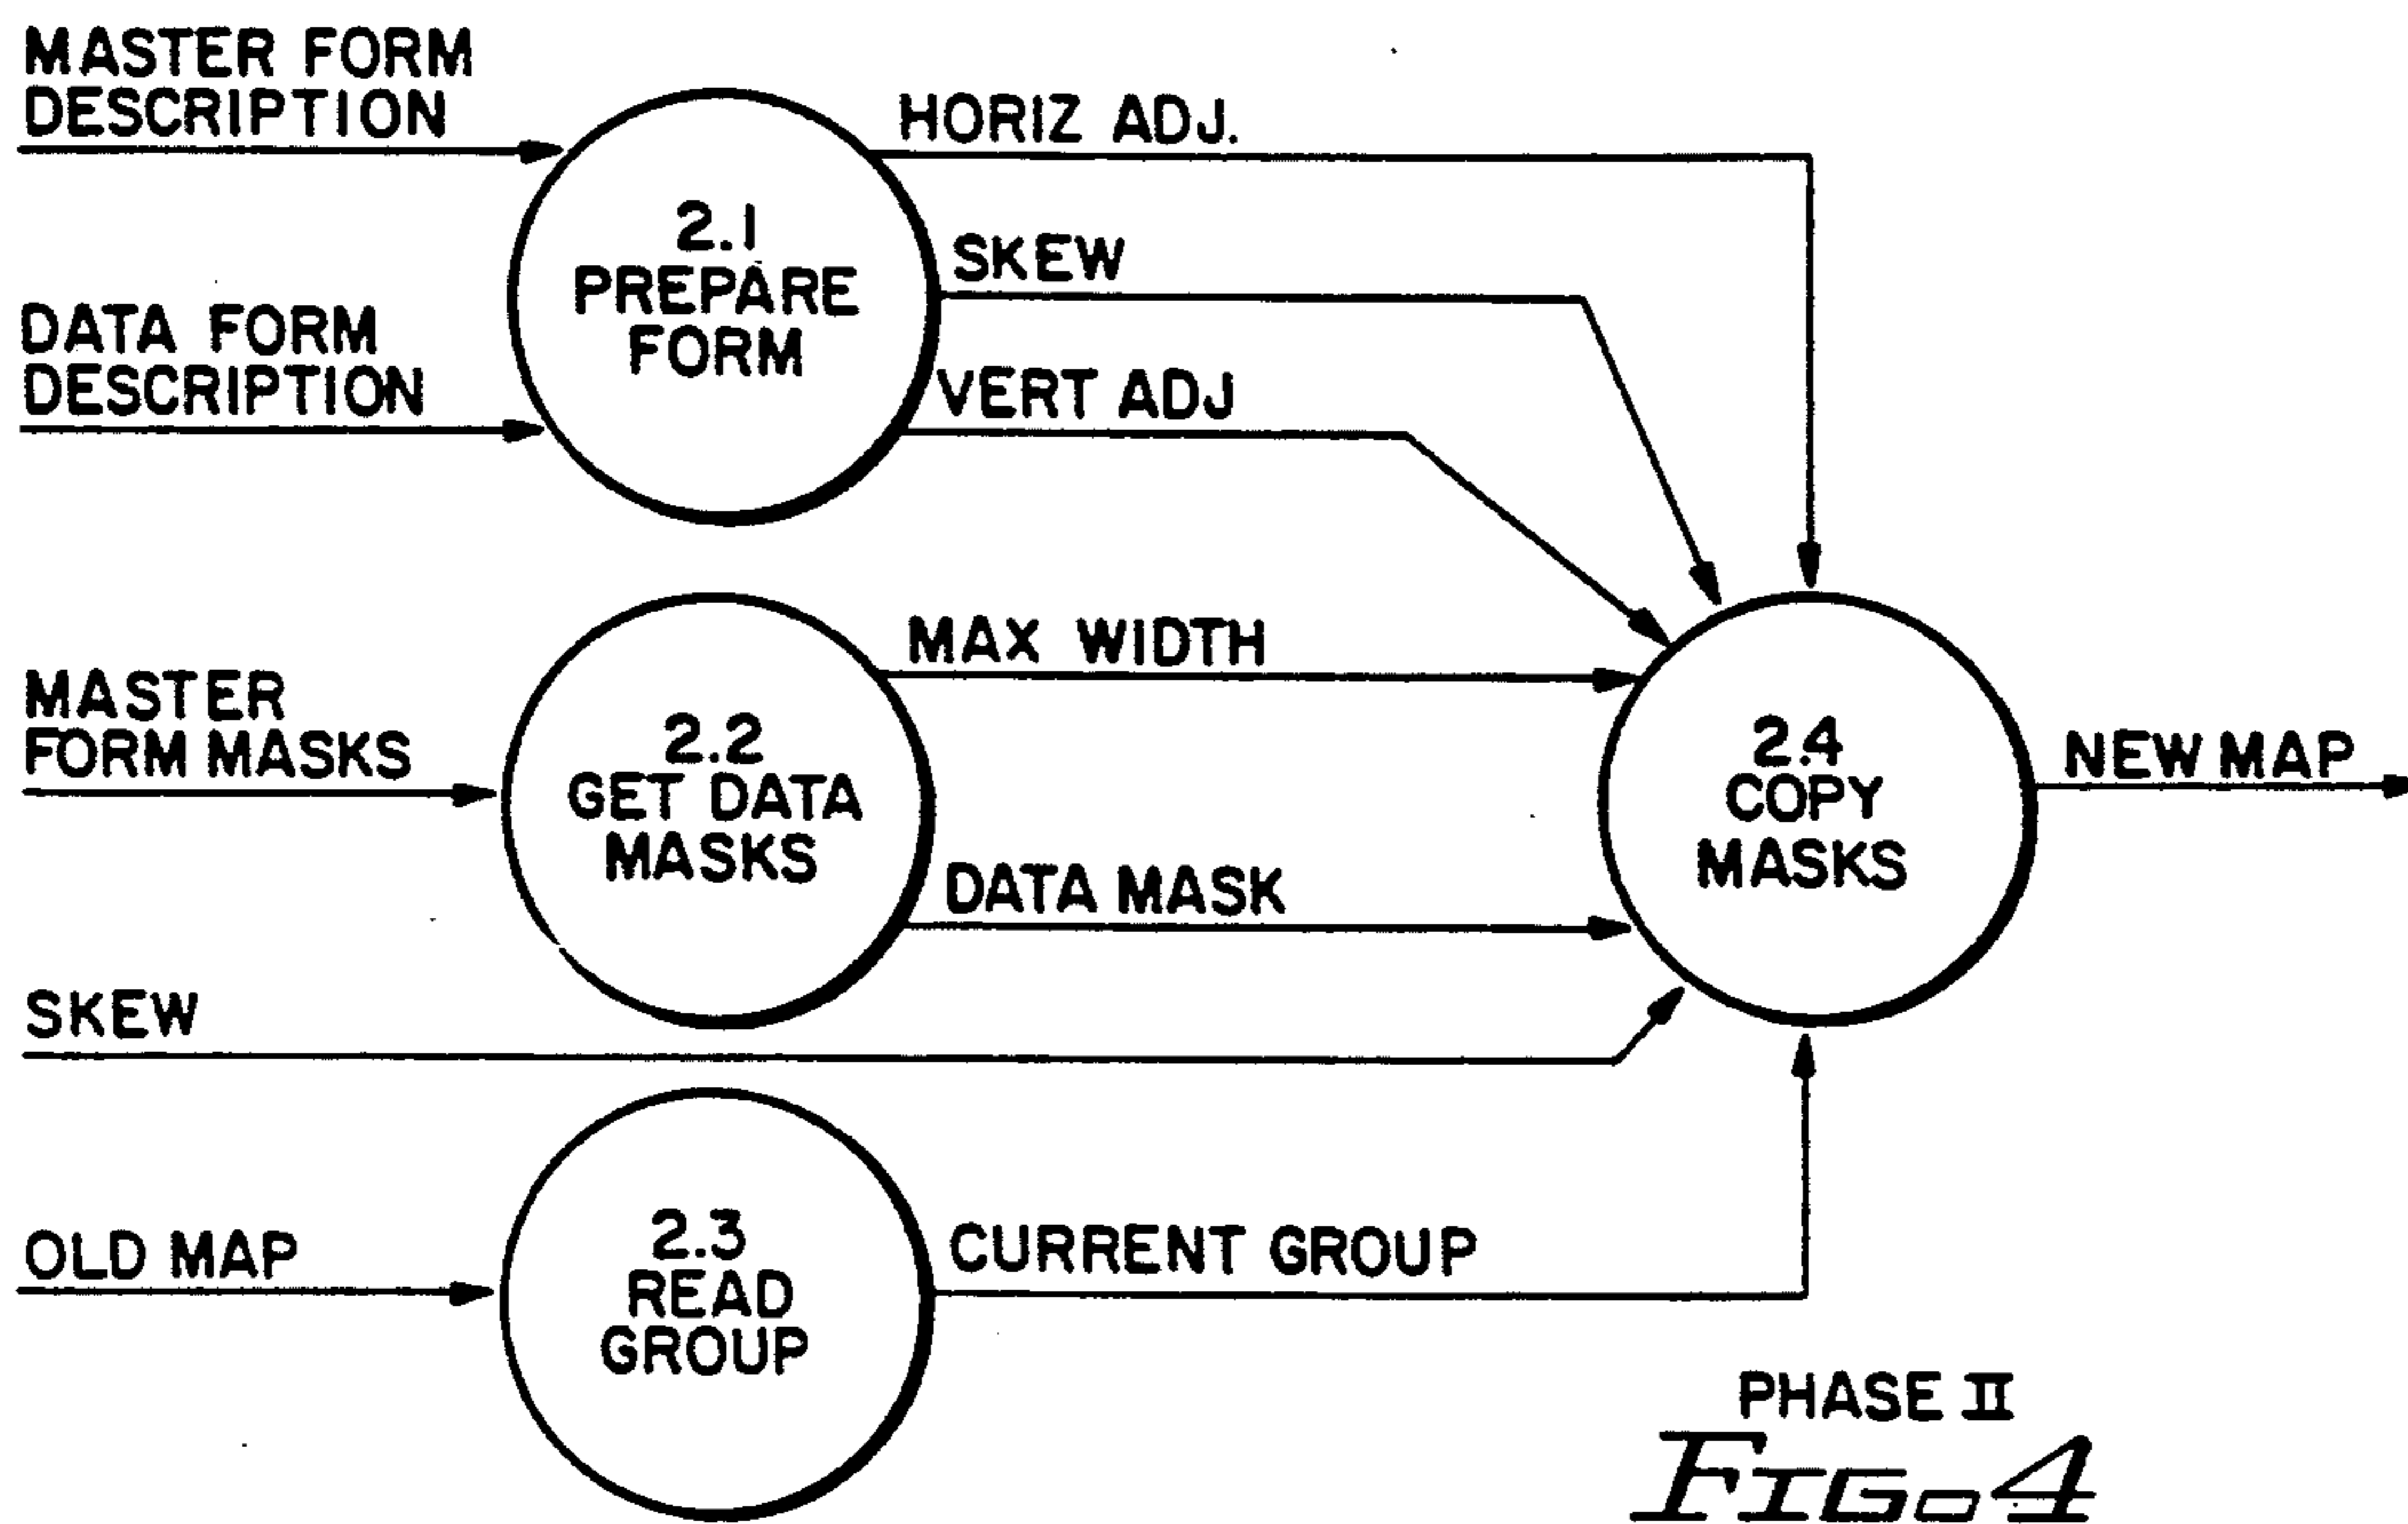 MASTER FORM
DESCRIPTION
HORIZ ADJ.
2.1
PREPARE
FORM
SKEW
DATA FORM
DESCRIPTION
VERT ADJ
MASTER
FORM MASKS
2.2
GET DATA
MASKS
MAX WIDTH
DATA MASK
2.4
COPY
MASKS
NEW MAP
SKEW
OLD MAP
2.3
READ
GROUP
CURRENT GROUP
PHASE II
FIG. 4